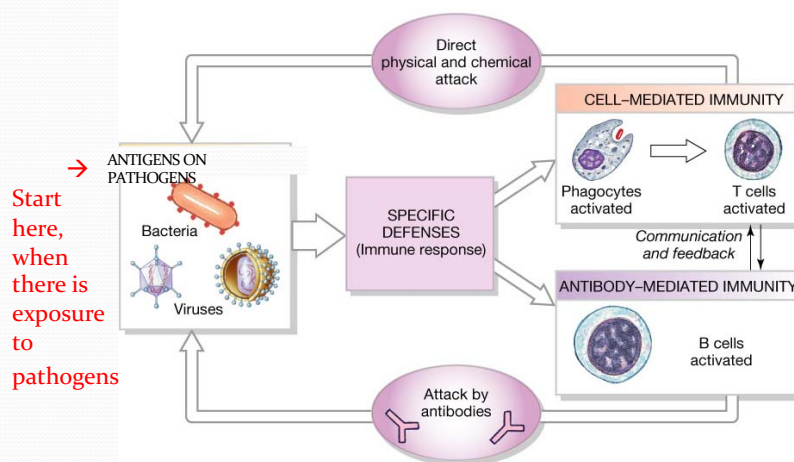 →
Start
here,
when
there is
exposure
to
pathogens
ANTIGENS ON
PATHOGENS
Bacteria
Viruses
SPECIFIC
DEFENSES
(Immune response)
Direct
physical and chemical
attack
CELL–MEDIATED IMMUNITY
Phagocytes
activated
T cells
activated
Communication
and feedback
ANTIBODY–MEDIATED IMMUNITY
B cells
activated
Attack by
antibodies